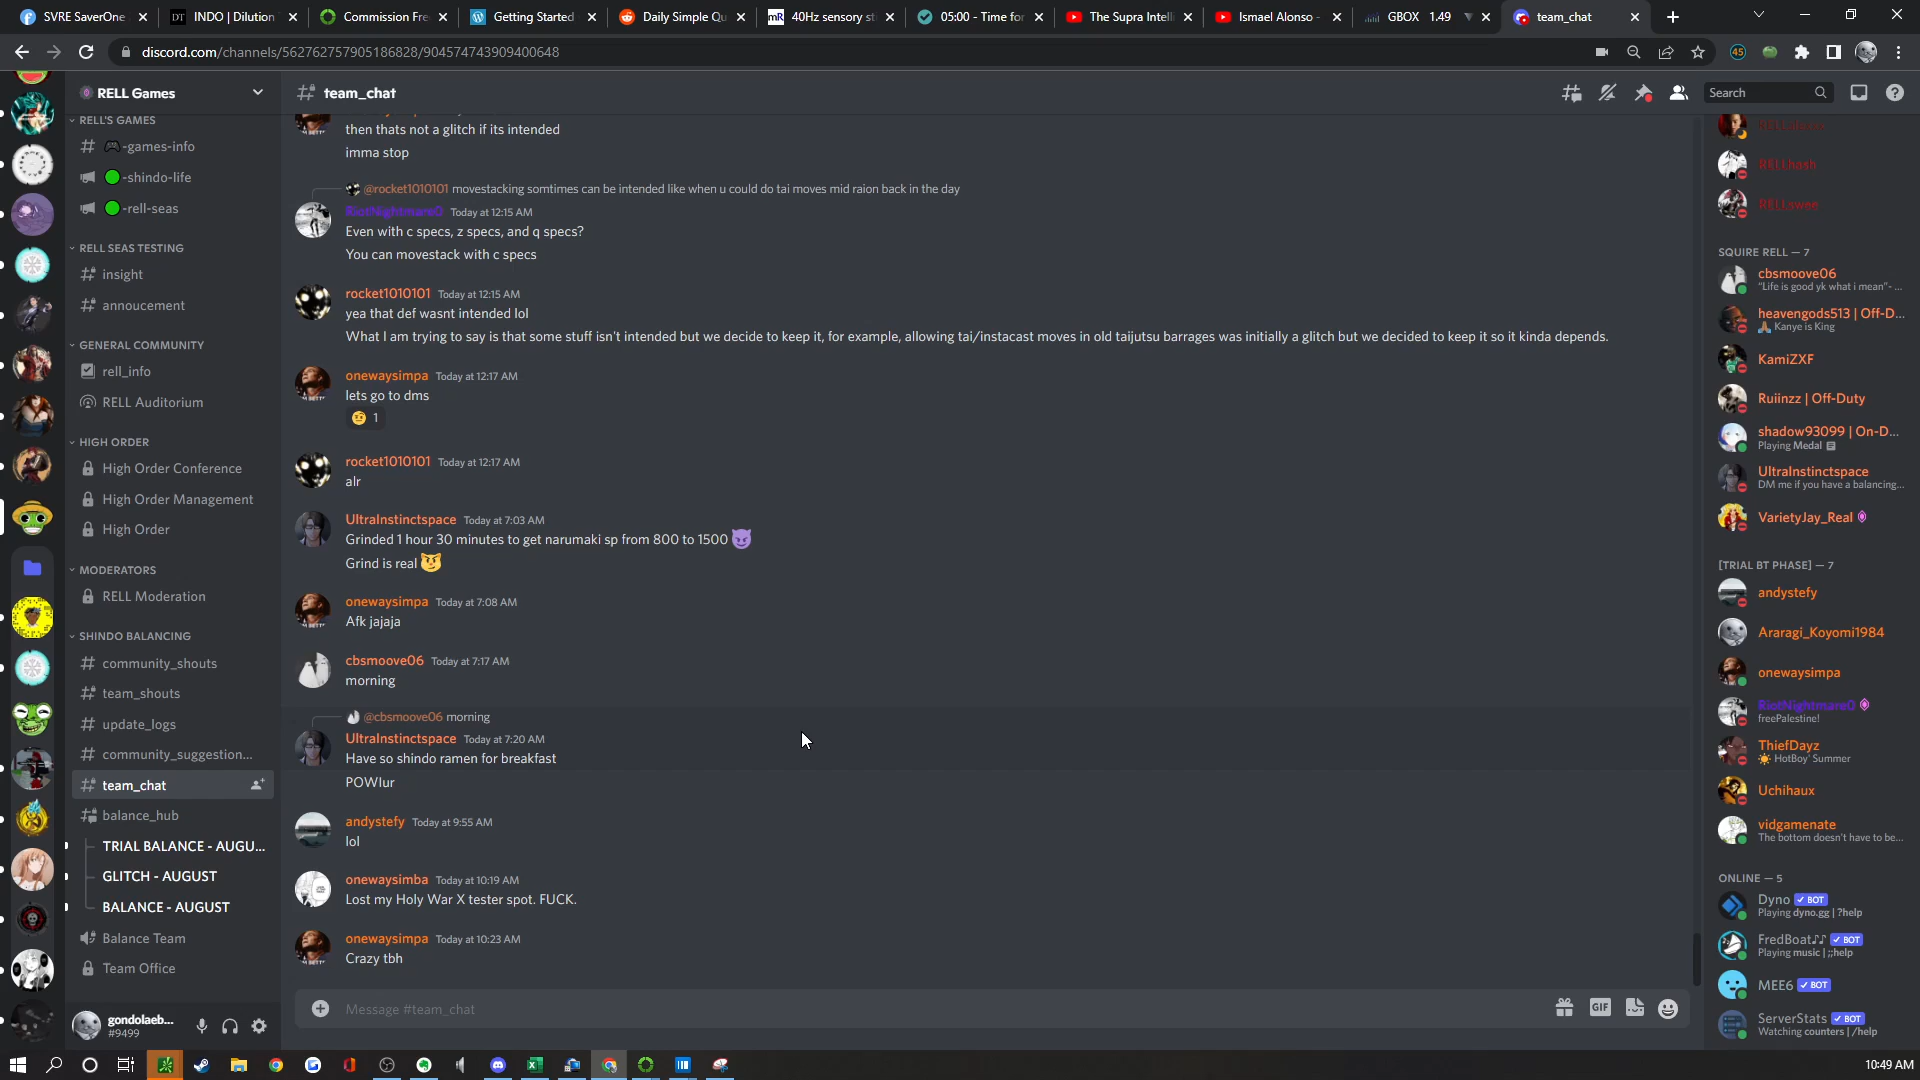 SVRE SaverOne
INDO | Dilution
Commission Fre
Getting Started
Daily Simple Qu
40Hz sensory st
05:00 - Time for
The Supra Intelli
Ismael Alonso -
GBOX 1.49
team_chat
discord.com/channels/562762757905186828/904574743909400648
45
RELL Games
RELL'S GAMES
-games-info
-shindo-life
-rell-seas
RELL SEAS TESTING
insight
annoucement
GENERAL COMMUNITY
rell_info
RELL Auditorium
HIGH ORDER
High Order Conference
High Order Management
High Order
MODERATORS
RELL Moderation
SHINDO BALANCING
community_shouts
team_shouts
update_logs
community_suggestion...
team_chat
balance_hub
TRIAL BALANCE - AUGU...
GLITCH - AUGUST
BALANCE - AUGUST
Balance Team
Team Office
gondolaeb...
#9499
team_chat
Search
then thats not a glitch if its intended
imma stop
@rocket1010101 movestacking somtimes can be intended like when u could do tai moves mid raion back in the day
RiotNightmare0 Today at 12:15 AM
Even with c specs, z specs, and q specs?
You can movestack with c specs
rocket1010101 Today at 12:15 AM
yea that def wasnt intended lol
What I am trying to say is that some stuff isn't intended but we decide to keep it, for example, allowing tai/instacast moves in old taijutsu barrages was initially a glitch but we decided to keep it so it kinda depends.
onewaysimpa Today at 12:17 AM
lets go to dms
1
rocket1010101 Today at 12:17 AM
alr
UltraInstinctspace Today at 7:03 AM
Grinded 1 hour 30 minutes to get narumaki sp from 800 to 1500
Grind is real
onewaysimpa Today at 7:08 AM
Afk jajaja
cbsmoove06 Today at 7:17 AM
morning
@cbsmoove06 morning
UltraInstinctspace Today at 7:20 AM
Have so shindo ramen for breakfast
POWIur
andystefy Today at 9:55 AM
lol
onewaysimba Today at 10:19 AM
Lost my Holy War X tester spot. FUCK.
onewaysimpa Today at 10:23 AM
Crazy tbh
Message #team_chat
GIF
RELLbash
RELLswee
SQUIRE RELL — 7
cbsmoove06
"Life is good yk what i mean"- ...
heavengods513 | Off-D...
Kanye is King
KamiZXF
Ruiinzz | Off-Duty
shadow93099 | On-D...
Playing Medal
UltraInstinctspace
DM me if you have a balancing...
VarietyJay_Real
[TRIAL BT PHASE] — 7
andystefy
Araragi_Koyomi1984
onewaysimpa
RiotNightmare0
freePalestine!
ThiefDayz
HotBoy' Summer
Uchihaux
vidgamenate
The bottom doesn't have to be...
ONLINE — 5
Dyno BOT
Playing dyno.gg | ?help
FredBoat♪♪ BOT
Playing music | ;;help
MEE6 BOT
ServerStats BOT
Watching counters | /help
10:49 AM